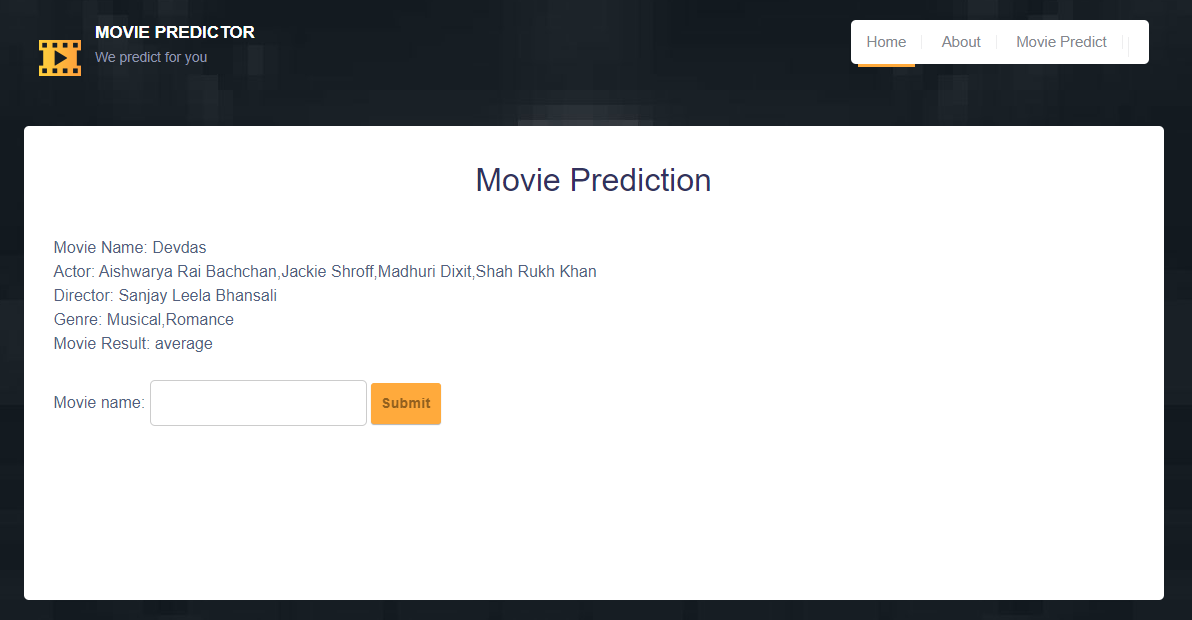 MOVIE PREDICTOR
We predict for you
Home About Movie Predict
Movie Prediction
Movie Name: Devdas
Actor: Aishwarya Rai Bachchan,Jackie Shroff,Madhuri Dixit,Shah Rukh Khan
Director: Sanjay Leela Bhansali
Genre: Musical,Romance
Movie Result: average
Movie name: Submit